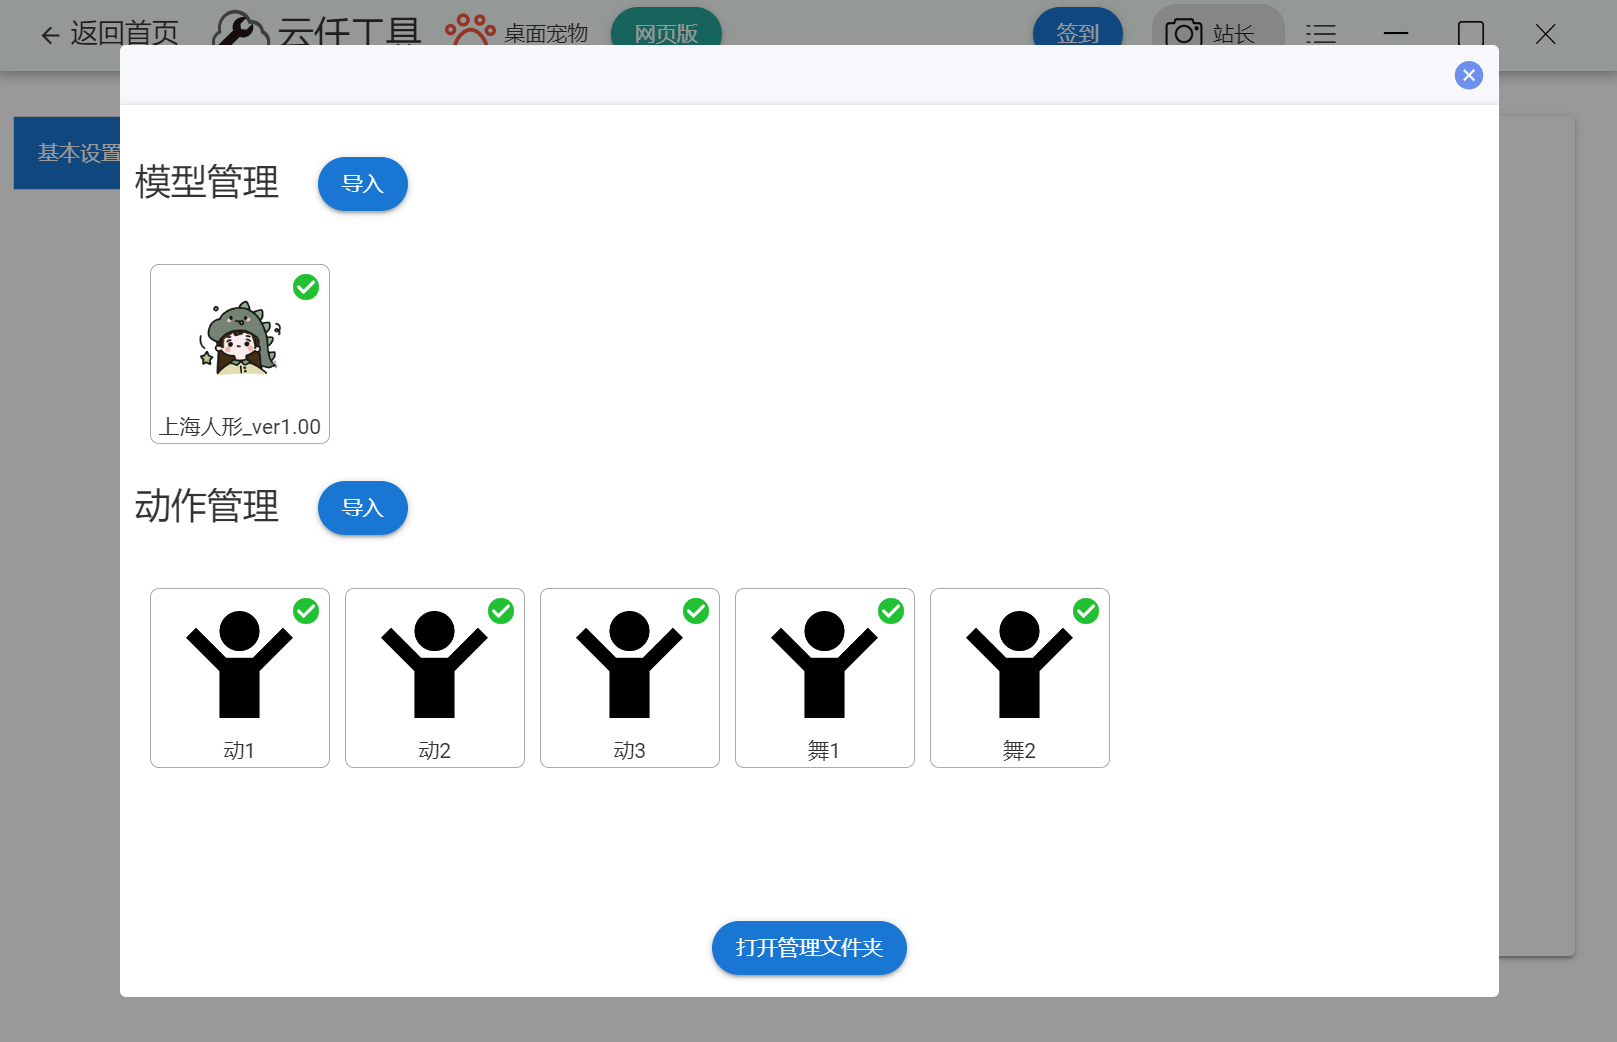 返回首页
云仟工具
桌面宠物
网页版
签到
站长
基本设置
模型管理
导入
上海人形_ver1.00
动作管理
导入
动1
动2
动3
舞1
舞2
打开管理文件夹